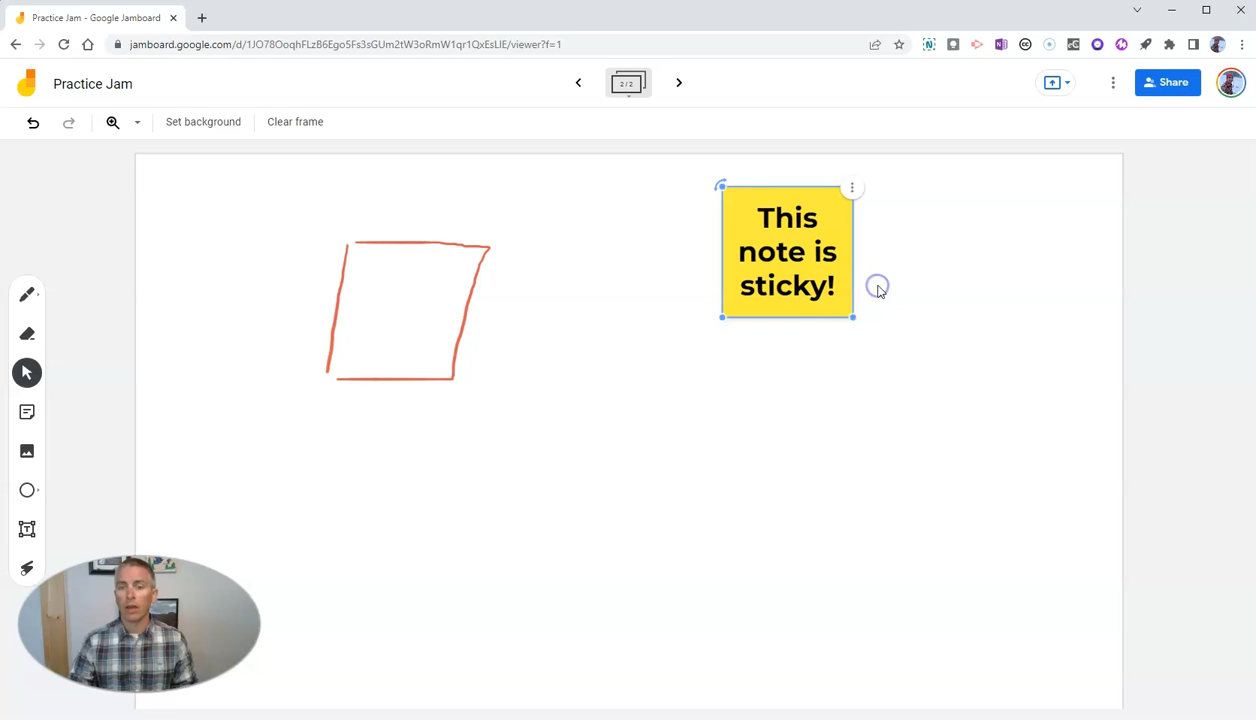 Practice Jam - Google Jamboard
jamboard.google.com/d/1JO78OoqhFLzB6Ego5Fs3sGUm2tW3oRmW1qr1QxEsLIE/viewer?f=1
Practice Jam
2 / 2
Share
Set background
Clear frame
This
note is
sticky!